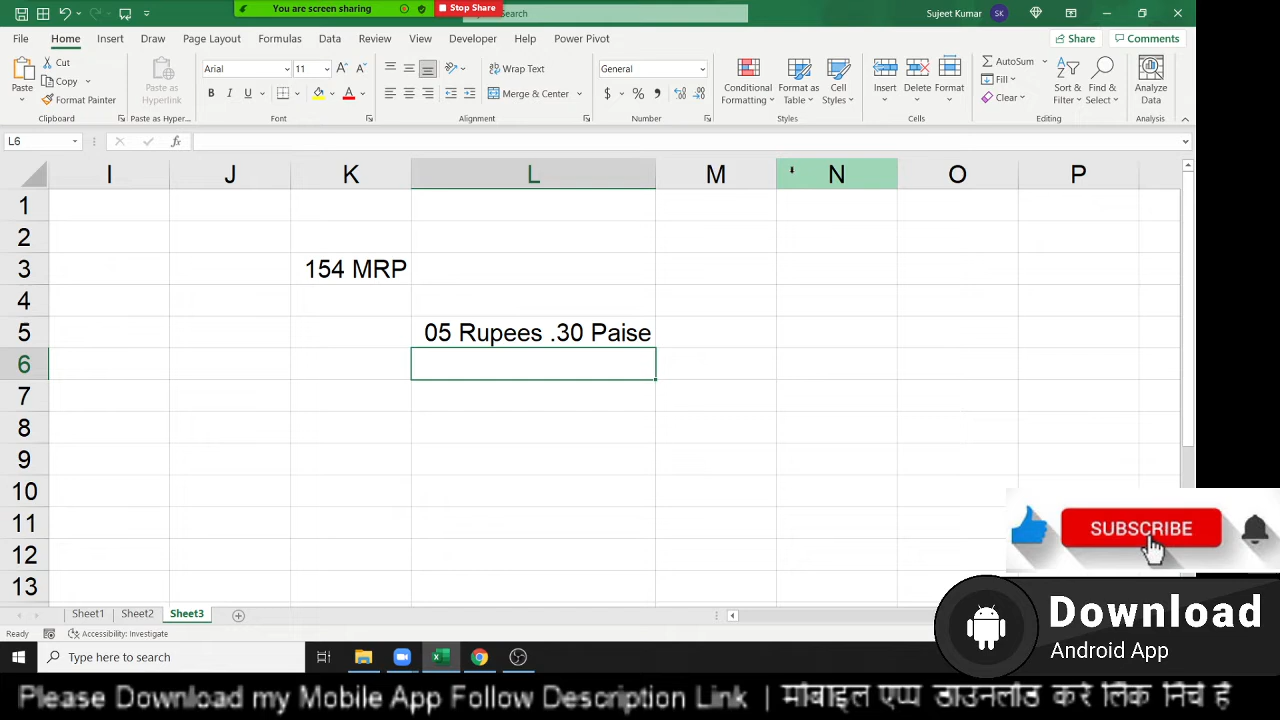 You are screen sharing
Stop Share
Search
Sujeet Kumar
SK
File Home Insert Draw Page Layout Formulas Data Review View Developer Help Power Pivot
Share
Comments
Paste
Cut
Copy
Format Painter
Paste as Hyperlink
Arial
11
B I U
A A
Wrap Text
Merge & Center
General
$ % ,
Conditional Formatting
Format as Table
Cell Styles
Insert
Delete
Format
AutoSum
Fill
Clear
Sort & Filter
Find & Select
Analyze Data
Clipboard
Paste as Hyper...
Font
Alignment
Number
Styles
Cells
Editing
Analysis
L6
fx
I J K L M N O P
1
2
3 154 MRP
4
5 05 Rupees .30 Paise
6
7
8
9
10
11
12
13
SUBSCRIBE
Sheet1 Sheet2 Sheet3
Ready
Accessibility: Investigate
Download
Android App
Type here to search
Please Download my Mobile App Follow Description Link | मोबाइल एप्प डाउनलोड करे लिंक निचे है